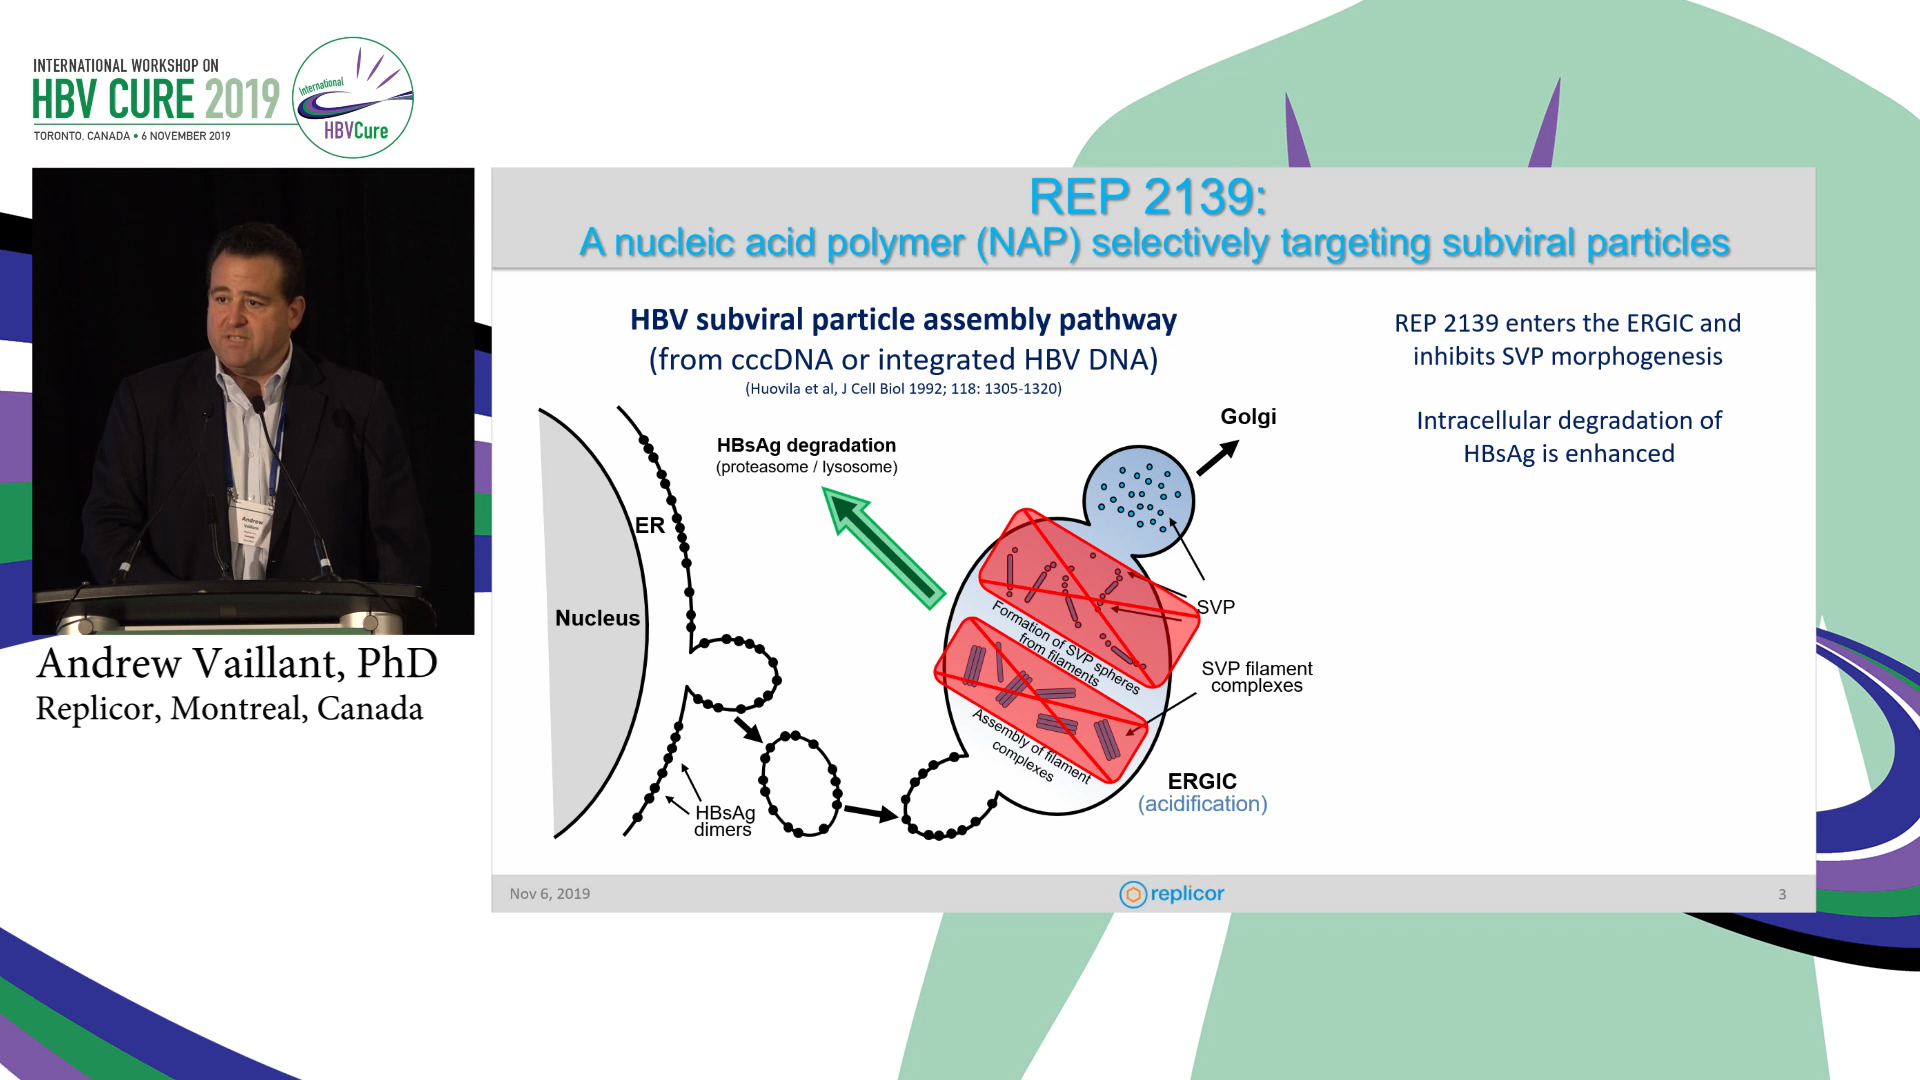 INTERNATIONAL WORKSHOP ON
HBV CURE 2019
TORONTO, CANADA • 6 NOVEMBER 2019
International
HBVCure
Andrew
Vaillant
Andrew Vaillant, PhD
Replicor, Montreal, Canada
REP 2139:
A nucleic acid polymer (NAP) selectively targeting subviral particles
HBV subviral particle assembly pathway
(from cccDNA or integrated HBV DNA)
(Huovila et al, J Cell Biol 1992; 118: 1305-1320)
REP 2139 enters the ERGIC and
inhibits SVP morphogenesis
Intracellular degradation of
HBsAg is enhanced
Golgi
HBsAg degradation
(proteasome / lysosome)
ER
Nucleus
SVP
Formation of SVP spheres
from filaments
SVP filament
complexes
Assembly of filament
complexes
ERGIC
(acidification)
HBsAg
dimers
Nov 6, 2019
replicor
3